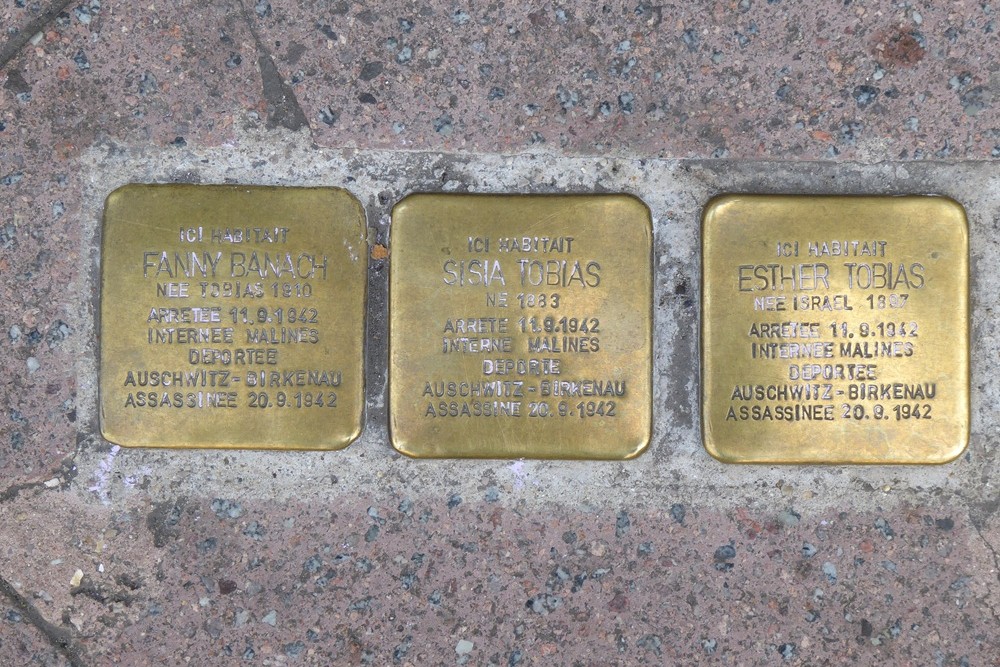 ICI HABITAIT
FANNY BANACH
NEE TOBIAS 1910
ARRETEE 11.9.1942
INTERNEE MALINES
DEPORTEE
AUSCHWITZ-BIRKENAU
ASSASSINEE 20.9.1942
ICI HABITAIT
SISIA TOBIAS
NE 1883
ARRETE 11.9.1942
INTERNE MALINES
DEPORTE
AUSCHWITZ-BIRKENAU
ASSASSINE 20.9.1942
ICI HABITAIT
ESTHER TOBIAS
NEE ISRAEL 1887
ARRETEE 11.9.1942
INTERNEE MALINES
DEPORTEE
AUSCHWITZ-BIRKENAU
ASSASSINEE 20.9.1942